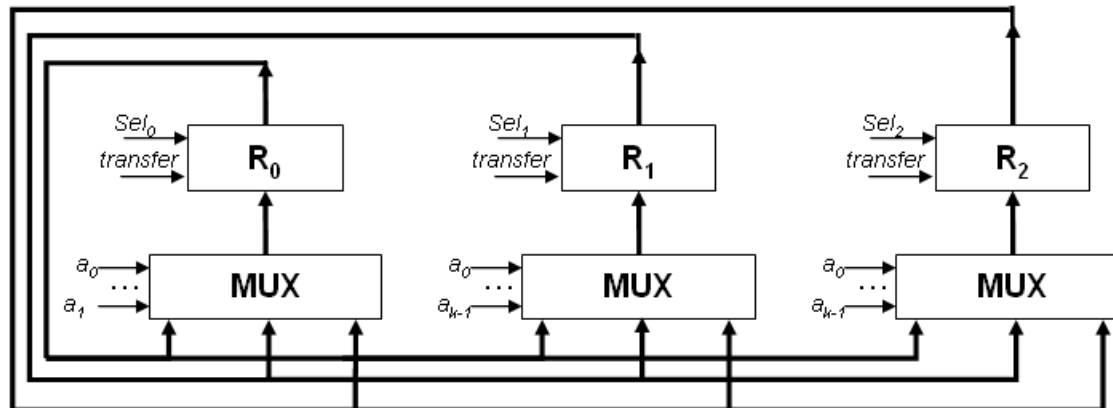 Sel₀ Sel₁ Sel₂
transfer R₀ transfer R₁ transfer R₂
a₀ a₀ a₀
... MUX ... MUX ... MUX
a₁ aₖ₋₁ aₖ₋₁